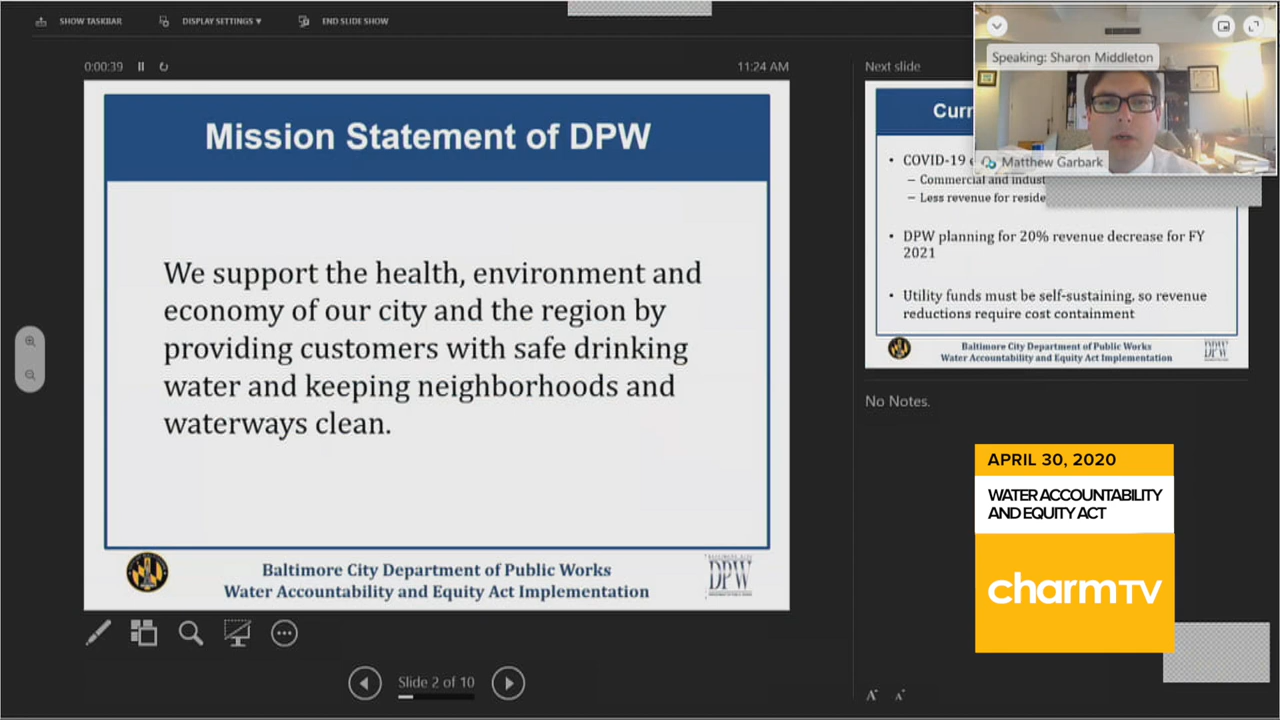 SHOW TASKBAR
DISPLAY SETTINGS ▼
END SLIDE SHOW
0:00:39
11:24 AM
Mission Statement of DPW
We support the health, environment and
economy of our city and the region by
providing customers with safe drinking
water and keeping neighborhoods and
waterways clean.
Baltimore City Department of Public Works
Water Accountability and Equity Act Implementation
DPW
Slide 2 of 10
Next slide
Speaking: Sharon Middleton
Matthew Garbark
• COVID-19
– Commercial and
– Less revenue for
• DPW planning for 20% revenue decrease for FY
2021
• Utility funds must be self-sustaining, so revenue
reductions require cost containment
Baltimore City Department of Public Works
Water Accountability and Equity Act Implementation
DPW
No Notes.
APRIL 30, 2020
WATER ACCOUNTABILITY
AND EQUITY ACT
charmTV
A A